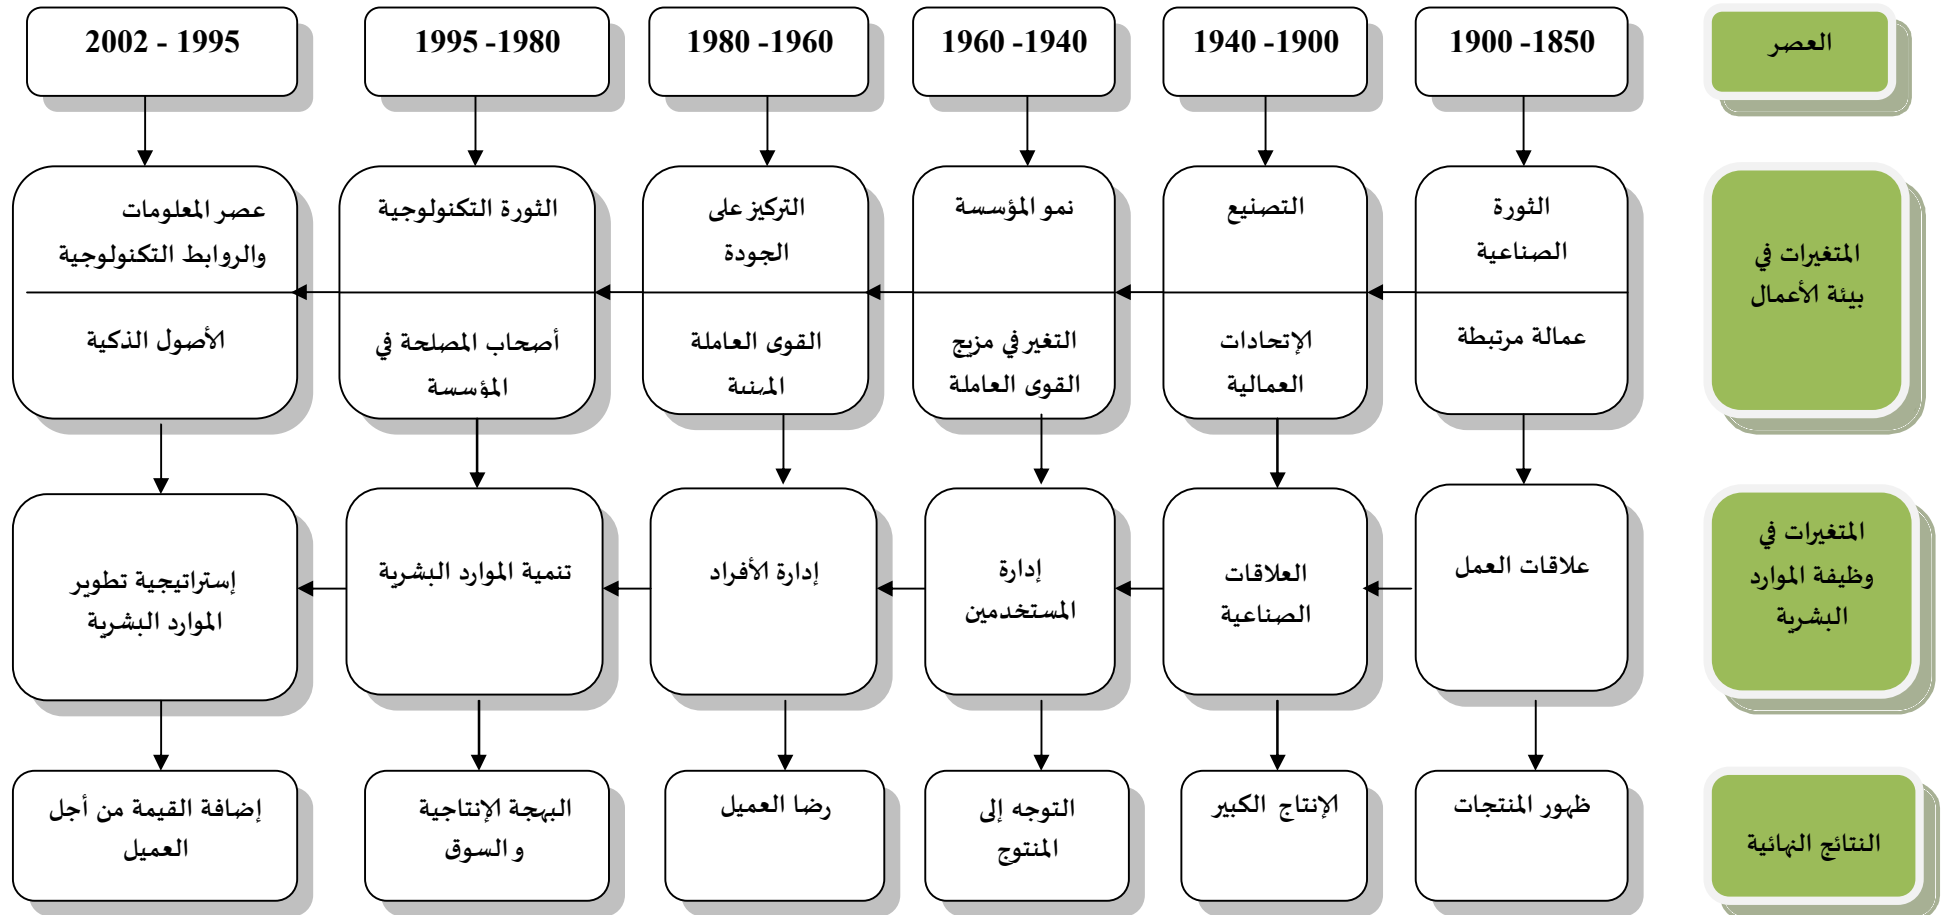 العصر
1900 -1850
1940 -1900
1960 -1940
1980 -1960
1995 -1980
2002 - 1995
المتغيرات في
بيئة الأعمال
الثورة
الصناعية
عمالة مرتبطة
التصنيع
الإتحادات
العمالية
نمو المؤسسة
التغير في مزيج
القوى العاملة
التركيز على
الجودة
القوى العاملة
المهنية
الثورة التكنولوجية
أصحاب المصلحة في
المؤسسة
عصر المعلومات
والروابط التكنولوجية
الأصول الذكية
المتغيرات في
وظيفة الموارد
البشرية
علاقات العمل
العلاقات
الصناعية
إدارة
المستخدمين
إدارة الأفراد
تنمية الموارد البشرية
إستراتيجية تطوير
الموارد البشرية
النتائج النهائية
ظهور المنتجات
الإنتاج الكبير
التوجه إلى
المنتوج
رضا العميل
البهجة الإنتاجية
و السوق
إضافة القيمة من أجل
العميل